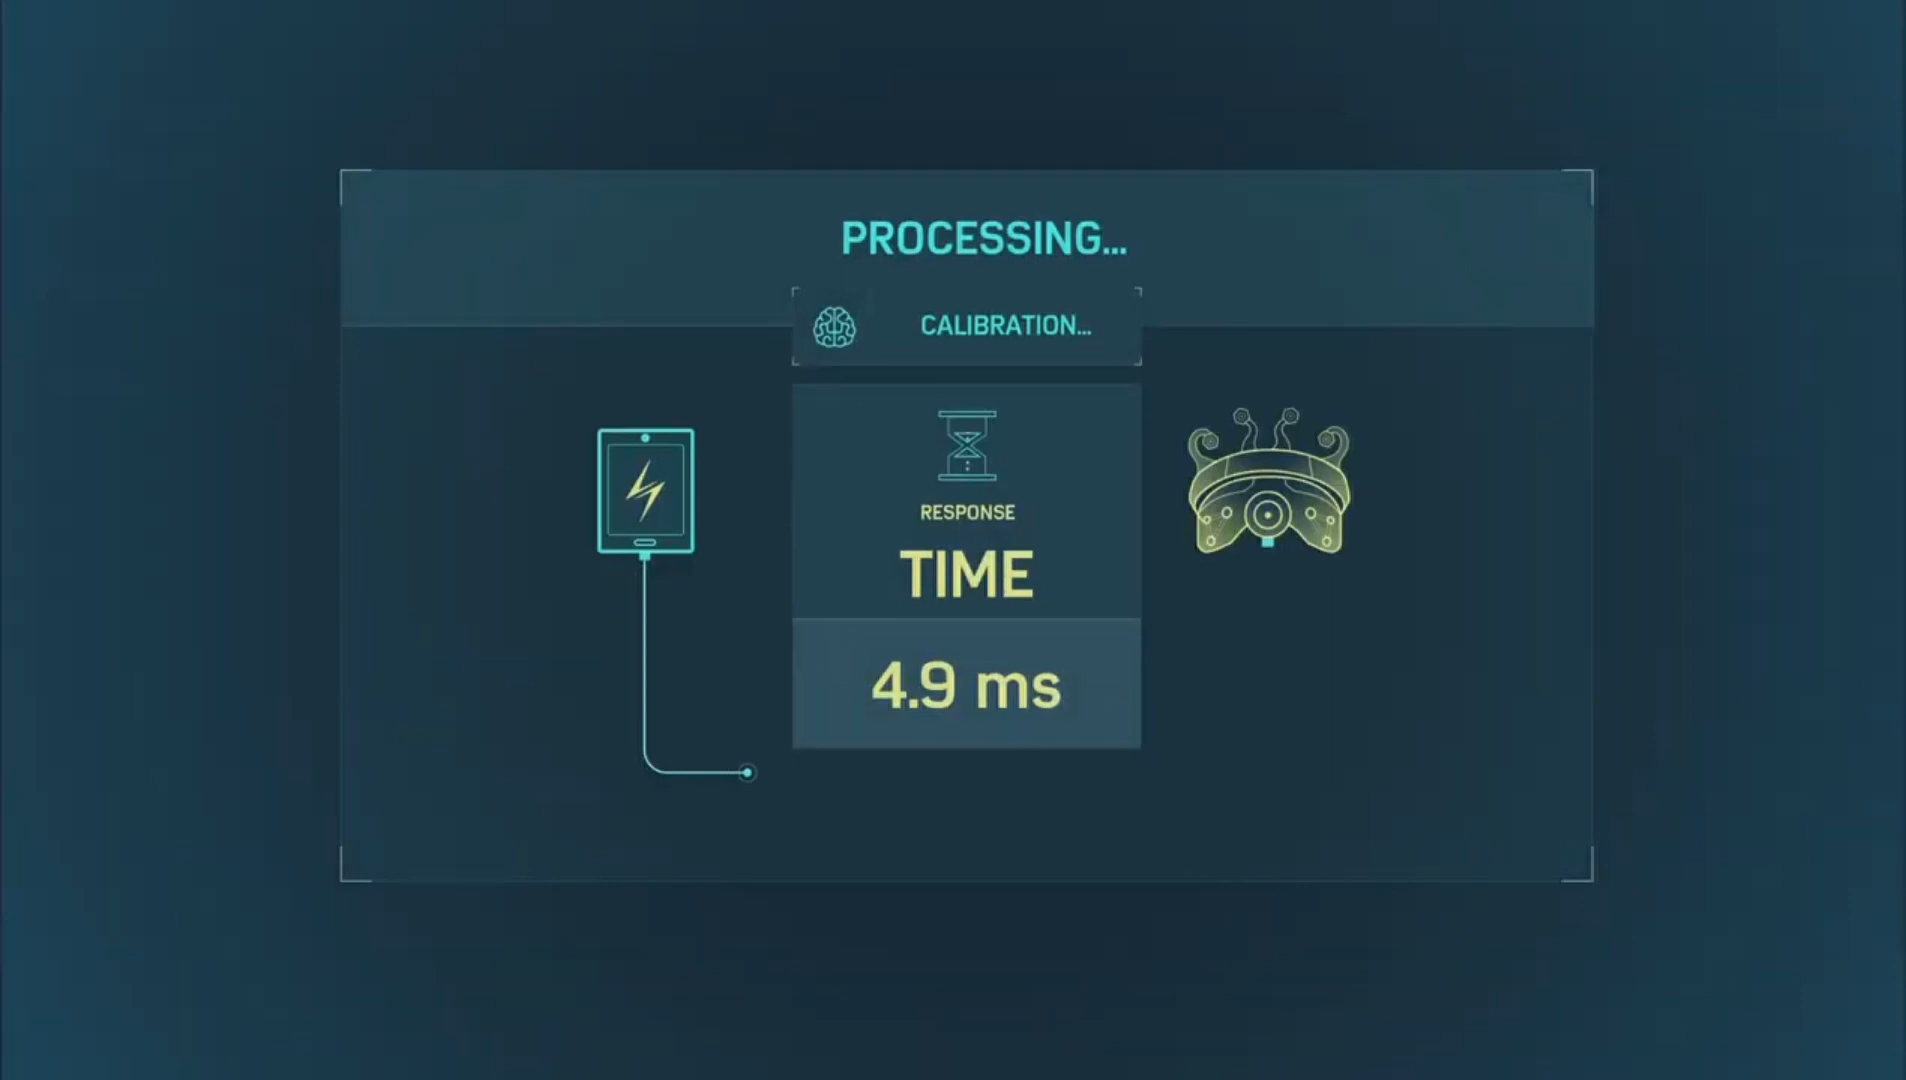 PROCESSING...
CALIBRATION...
RESPONSE
TIME
4.9 ms